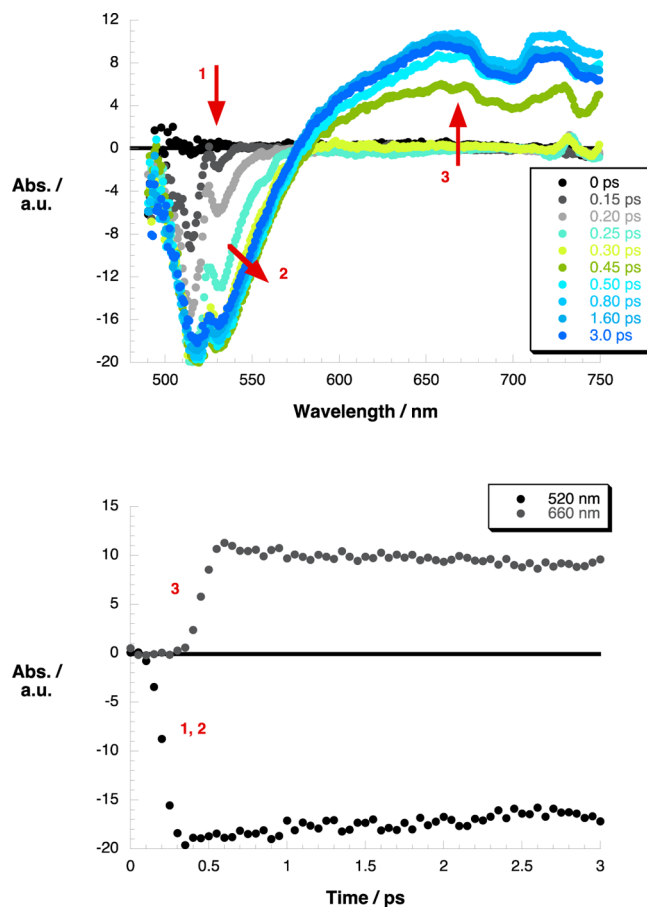 12
8
4
0
-4
-8
-12
-16
-20
Abs. /
a.u.
1
2
3
0 ps
0.15 ps
0.20 ps
0.25 ps
0.30 ps
0.45 ps
0.50 ps
0.80 ps
1.60 ps
3.0 ps
500 550 600 650 700 750
Wavelength / nm
520 nm
660 nm
15
10
5
0
-5
-10
-15
-20
Abs. /
a.u.
3
1, 2
0 0.5 1 1.5 2 2.5 3
Time / ps